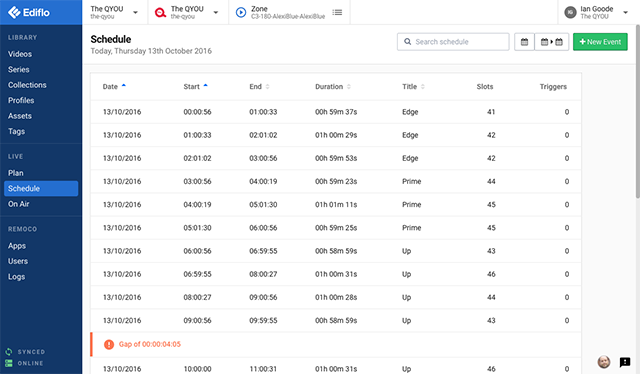 Ediflo
The QYOU
the-qyou
The QYOU
the-qyou
Zone
C3-180-AlexiBlue-AlexiBlue
IG
Ian Goode
The QYOU
LIBRARY
Videos
Series
Collections
Profiles
Assets
Tags
LIVE
Plan
Schedule
On Air
REMOCO
Apps
Users
Logs
SYNCED
ONLINE
Schedule
Today, Thursday 13th October 2016
Search schedule
+ New Event
Date Start End Duration Title Slots Triggers
13/10/2016 00:00:56 01:00:33 00h 59m 37s Edge 41 0
13/10/2016 01:00:33 02:01:02 01h 00m 29s Edge 42 0
13/10/2016 02:01:02 03:00:56 00h 59m 53s Edge 42 0
13/10/2016 03:00:56 04:00:19 00h 59m 23s Prime 44 0
13/10/2016 04:00:19 05:01:30 01h 01m 11s Prime 45 0
13/10/2016 05:01:30 06:00:56 00h 59m 25s Prime 45 0
13/10/2016 06:00:56 06:59:55 00h 58m 59s Up 43 0
13/10/2016 06:59:55 08:00:27 01h 00m 31s Up 46 0
13/10/2016 08:00:27 09:00:56 01h 00m 28s Up 44 0
13/10/2016 09:00:56 09:59:55 00h 58m 59s Up 43 0
Gap of 00:00:04:05
13/10/2016 10:00:00 11:00:31 01h 00m 31s Up 46 0